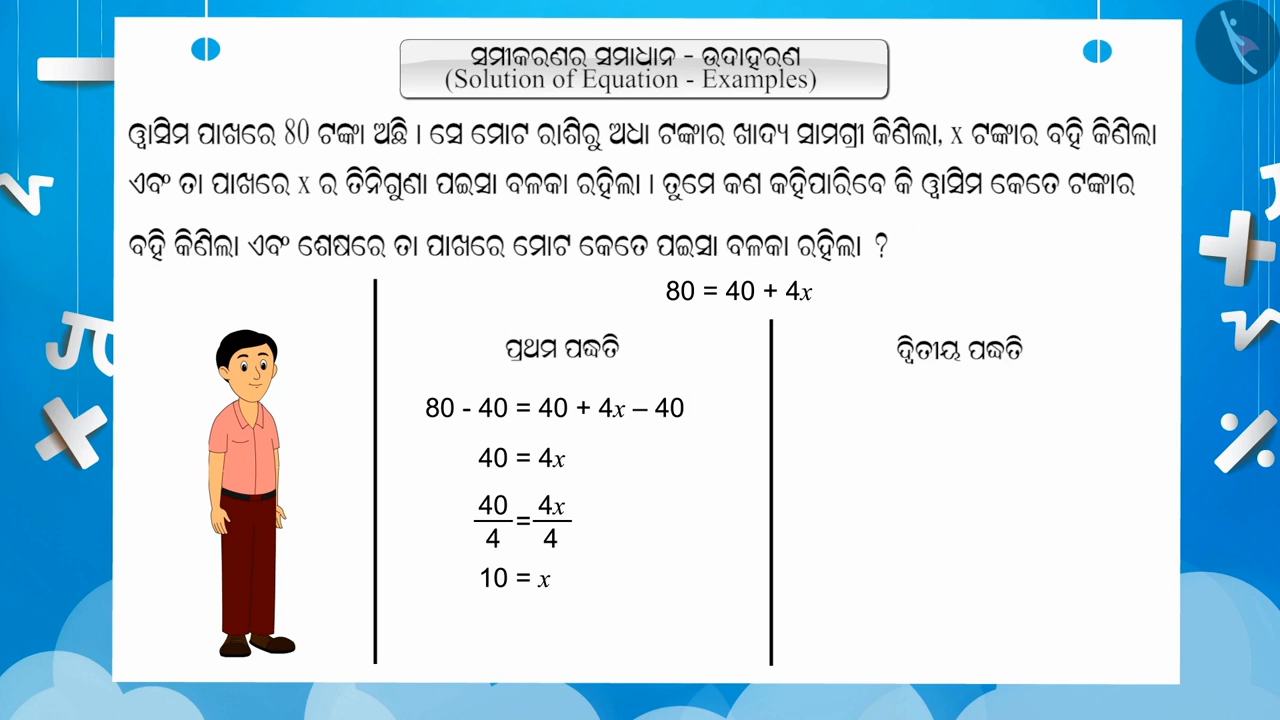 ସମୀକରଣର ସମାଧାନ - ଉଦାହରଣ
(Solution of Equation - Examples)
ୱାସିମ ପାଖରେ 80 ଟଙ୍କା ଅଛି । ସେ ମୋଟ ରାଶିରୁ ଅଧା ଟଙ୍କାର ଖାଦ୍ୟ ସାମଗ୍ରୀ କିଣିଲା, x ଟଙ୍କାର ବହି କିଣିଲା
ଏବଂ ତା ପାଖରେ x ର ତିନିଗୁଣା ପଇସା ବଳକା ରହିଲା । ତୁମେ କଣ କହିପାରିବେ କି ୱାସିମ କେତେ ଟଙ୍କାର
ବହି କିଣିଲା ଏବଂ ଶେଷରେ ତା ପାଖରେ ମୋଟ କେତେ ପଇସା ବଳକା ରହିଲା ?
80 = 40 + 4x
ପ୍ରଥମ ପଦ୍ଧତି
80 - 40 = 40 + 4x – 40
40 = 4x
40/4 = 4x/4
10 = x
ଦ୍ୱିତୀୟ ପଦ୍ଧତି